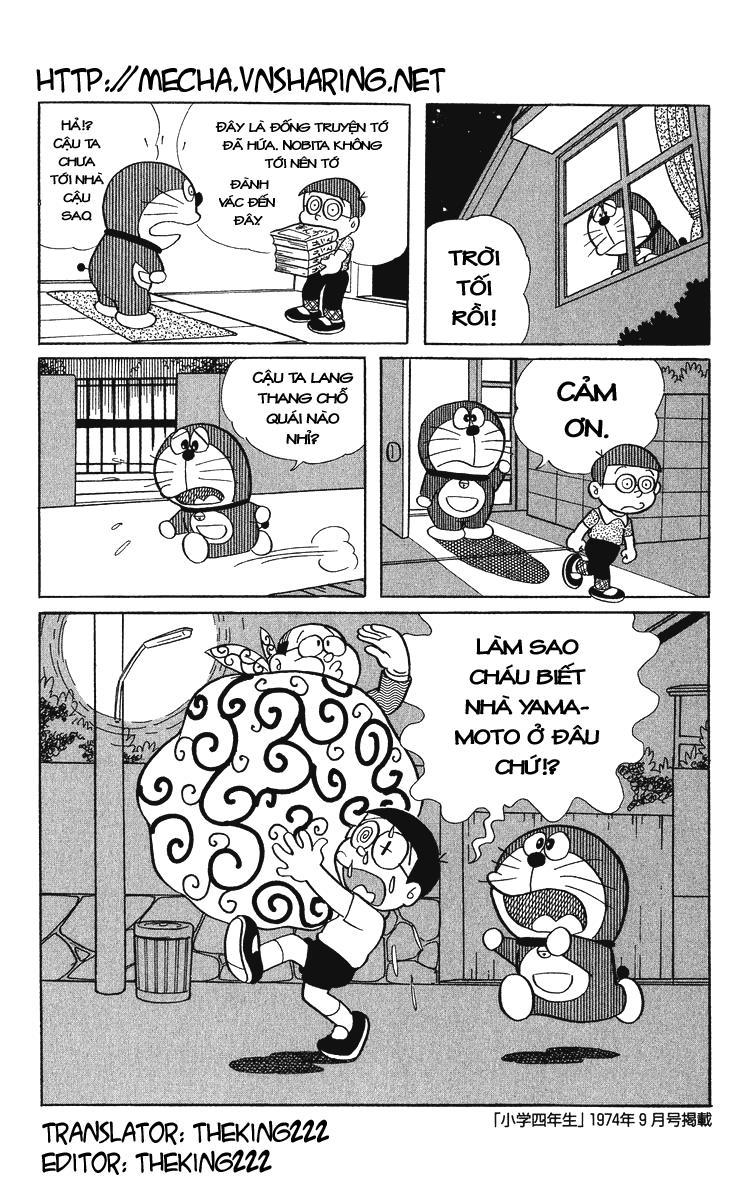 HTTP://MECHA.VNSHARING.NET
HẢ!?
CẬU TA
CHƯA
TỚI NHÀ
CẬU
SAO.
ĐÂY LÀ ĐỐNG TRUYỆN TỚ
ĐÃ HỨA. NOBITA KHÔNG
TỚI NÊN TỚ
ĐÀNH
VÁC ĐẾN
ĐÂY.
TRỜI
TỐI
RỒI!
CẬU TA LANG
THANG CHỖ
QUÁI NÀO
NHỈ?
CẢM
ƠN.
LÀM SAO
CHÁU BIẾT
NHÀ YAMA-
MOTO Ở ĐÂU
CHỨ!?
「小学四年生」1974年9月号掲載
TRANSLATOR: THEKING222
EDITOR: THEKING222